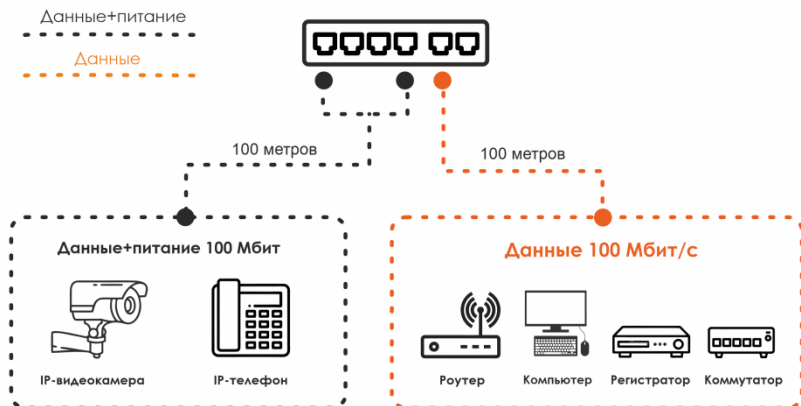 Данные+питание
Данные
100 метров
100 метров
Данные+питание 100 Мбит
Данные 100 Мбит/с
IP-видеокамера
IP-телефон
Роутер
Компьютер
Регистратор
Коммутатор